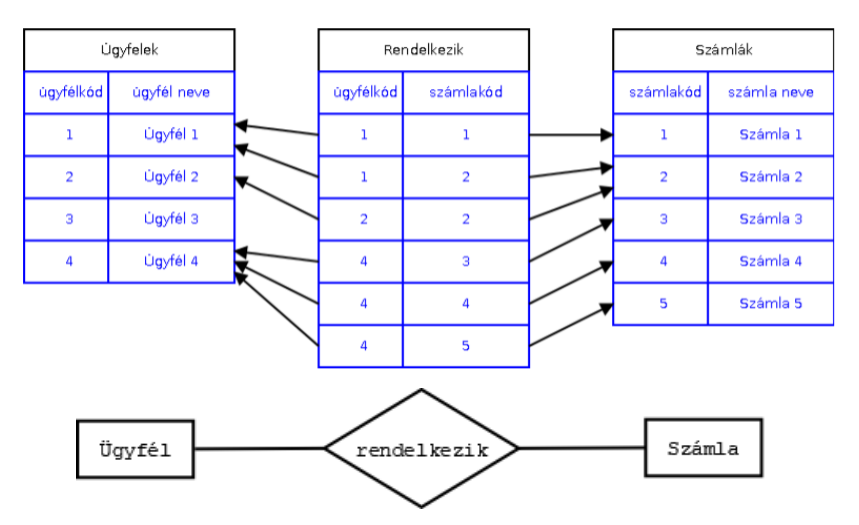 Ügyfelek Rendelkezik Számlák
ügyfélkód ügyfél neve ügyfélkód számlakód számlakód számla neve
1 Ügyfél 1 1 1 1 Számla 1
2 Ügyfél 2 1 2 2 Számla 2
3 Ügyfél 3 2 2 3 Számla 3
4 Ügyfél 4 4 3 4 Számla 4
4 4 5 Számla 5
4 5
Ügyfél rendelkezik Számla